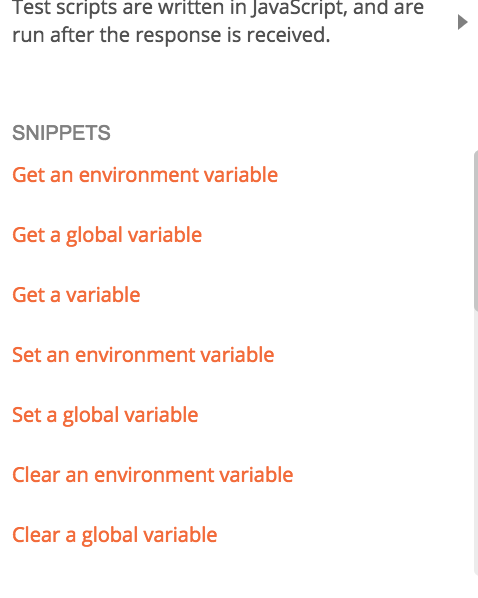 Test scripts are written in JavaScript, and are
run after the response is received.
SNIPPETS
Get an environment variable
Get a global variable
Get a variable
Set an environment variable
Set a global variable
Clear an environment variable
Clear a global variable